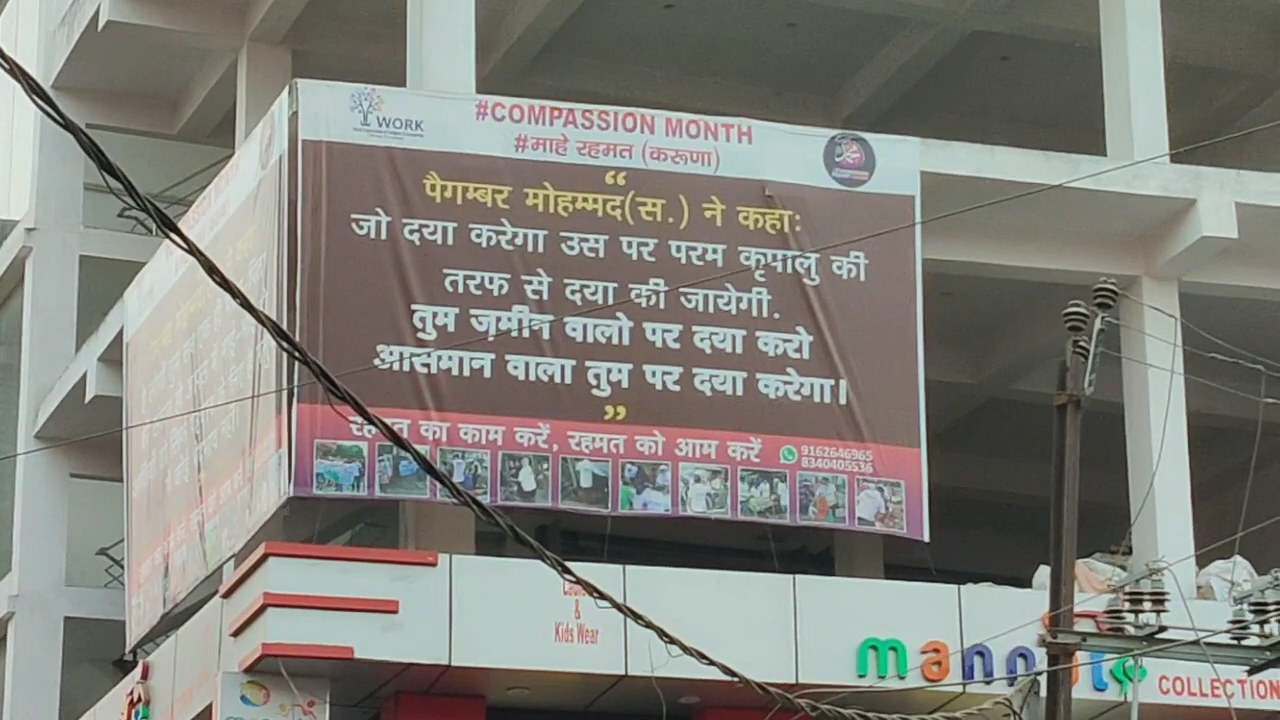 WORK
#COMPASSION MONTH
#माहे रहमत (करूणा)
“
पैगम्बर मोहम्मद(स.) ने कहाः
जो दया करेगा उस पर परम कृपालु की
तरफ से दया की जायेगी.
तुम ज़मीन वालो पर दया करो
आसमान वाला तुम पर दया करेगा।
”
रहमत का काम करें, रहमत को आम करें
9162646965
8340405536
&
Kids Wear
COLLECTION